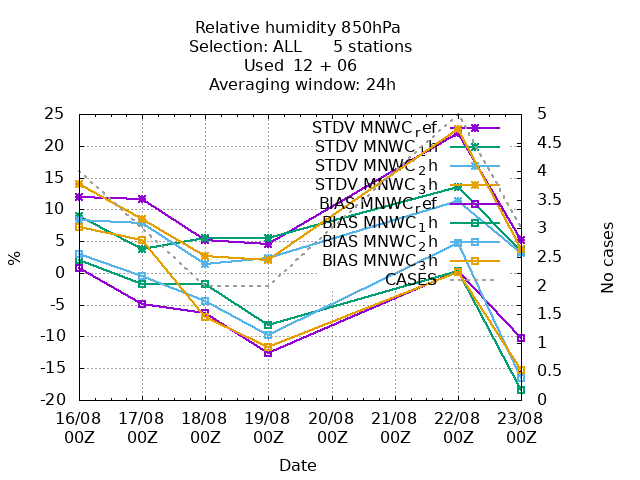 Relative humidity 850hPa
Selection: ALL 5 stations
Used 12 + 06
Averaging window: 24h
25
20
15
10
5
0
-5
-10
-15
-20
%
5
4.5
4
3.5
3
2.5
2
1.5
1
0.5
0
No cases
STDV MNWC_ref
STDV MNWC_1h
STDV MNWC_2h
STDV MNWC_3h
BIAS MNWC_ref
BIAS MNWC_1h
BIAS MNWC_2h
BIAS MNWC_3h
CASES
16/08 17/08 18/08 19/08 20/08 21/08 22/08 23/08
00Z 00Z 00Z 00Z 00Z 00Z 00Z 00Z
Date